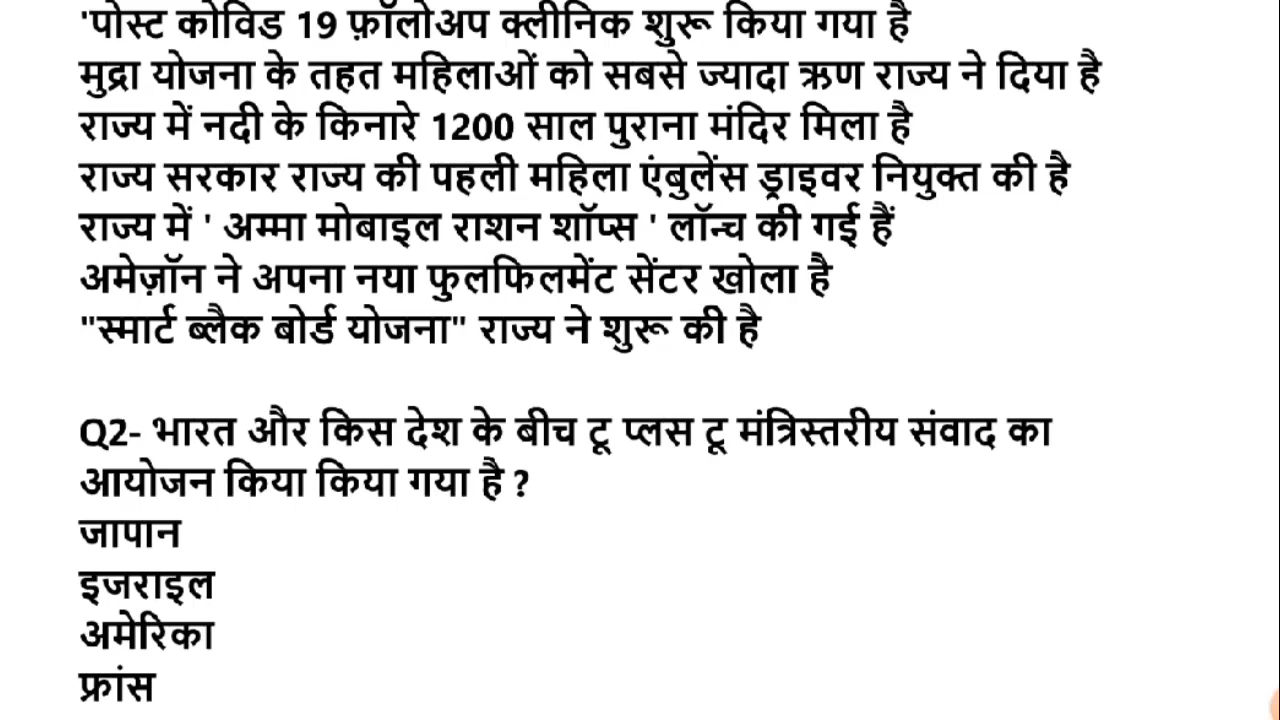 'पोस्ट कोविड 19 फ़ॉलोअप क्लीनिक शुरू किया गया है
मुद्रा योजना के तहत महिलाओं को सबसे ज्यादा ऋण राज्य ने दिया है
राज्य में नदी के किनारे 1200 साल पुराना मंदिर मिला है
राज्य सरकार राज्य की पहली महिला एंबुलेंस ड्राइवर नियुक्त की है
राज्य में ' अम्मा मोबाइल राशन शॉप्स ' लॉन्च की गई हैं
अमेज़ॉन ने अपना नया फुलफिलमेंट सेंटर खोला है
"स्मार्ट ब्लैक बोर्ड योजना" राज्य ने शुरू की है
Q2- भारत और किस देश के बीच टू प्लस टू मंत्रिस्तरीय संवाद का
आयोजन किया किया गया है ?
जापान
इजराइल
अमेरिका
फ्रांस